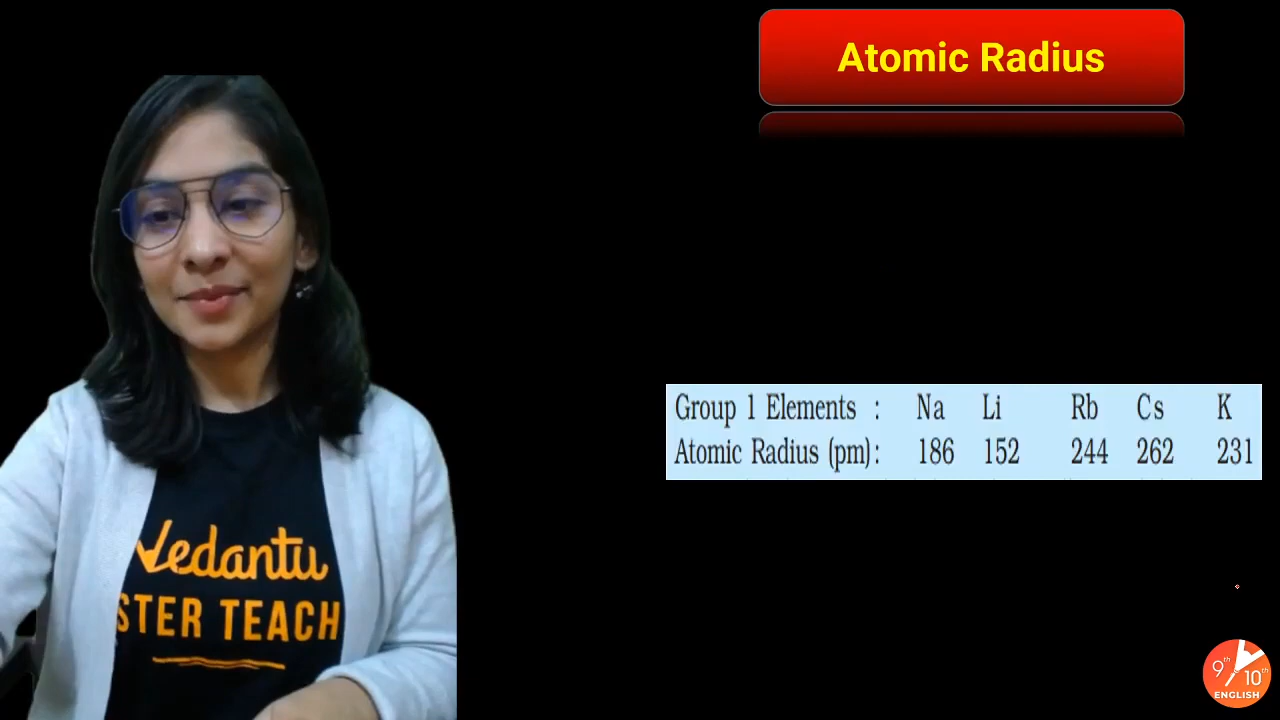 Atomic Radius
Group 1 Elements : Na Li Rb Cs K
Atomic Radius (pm): 186 152 244 262 231
Vedantu
STER TEACH
9th 10th
ENGLISH